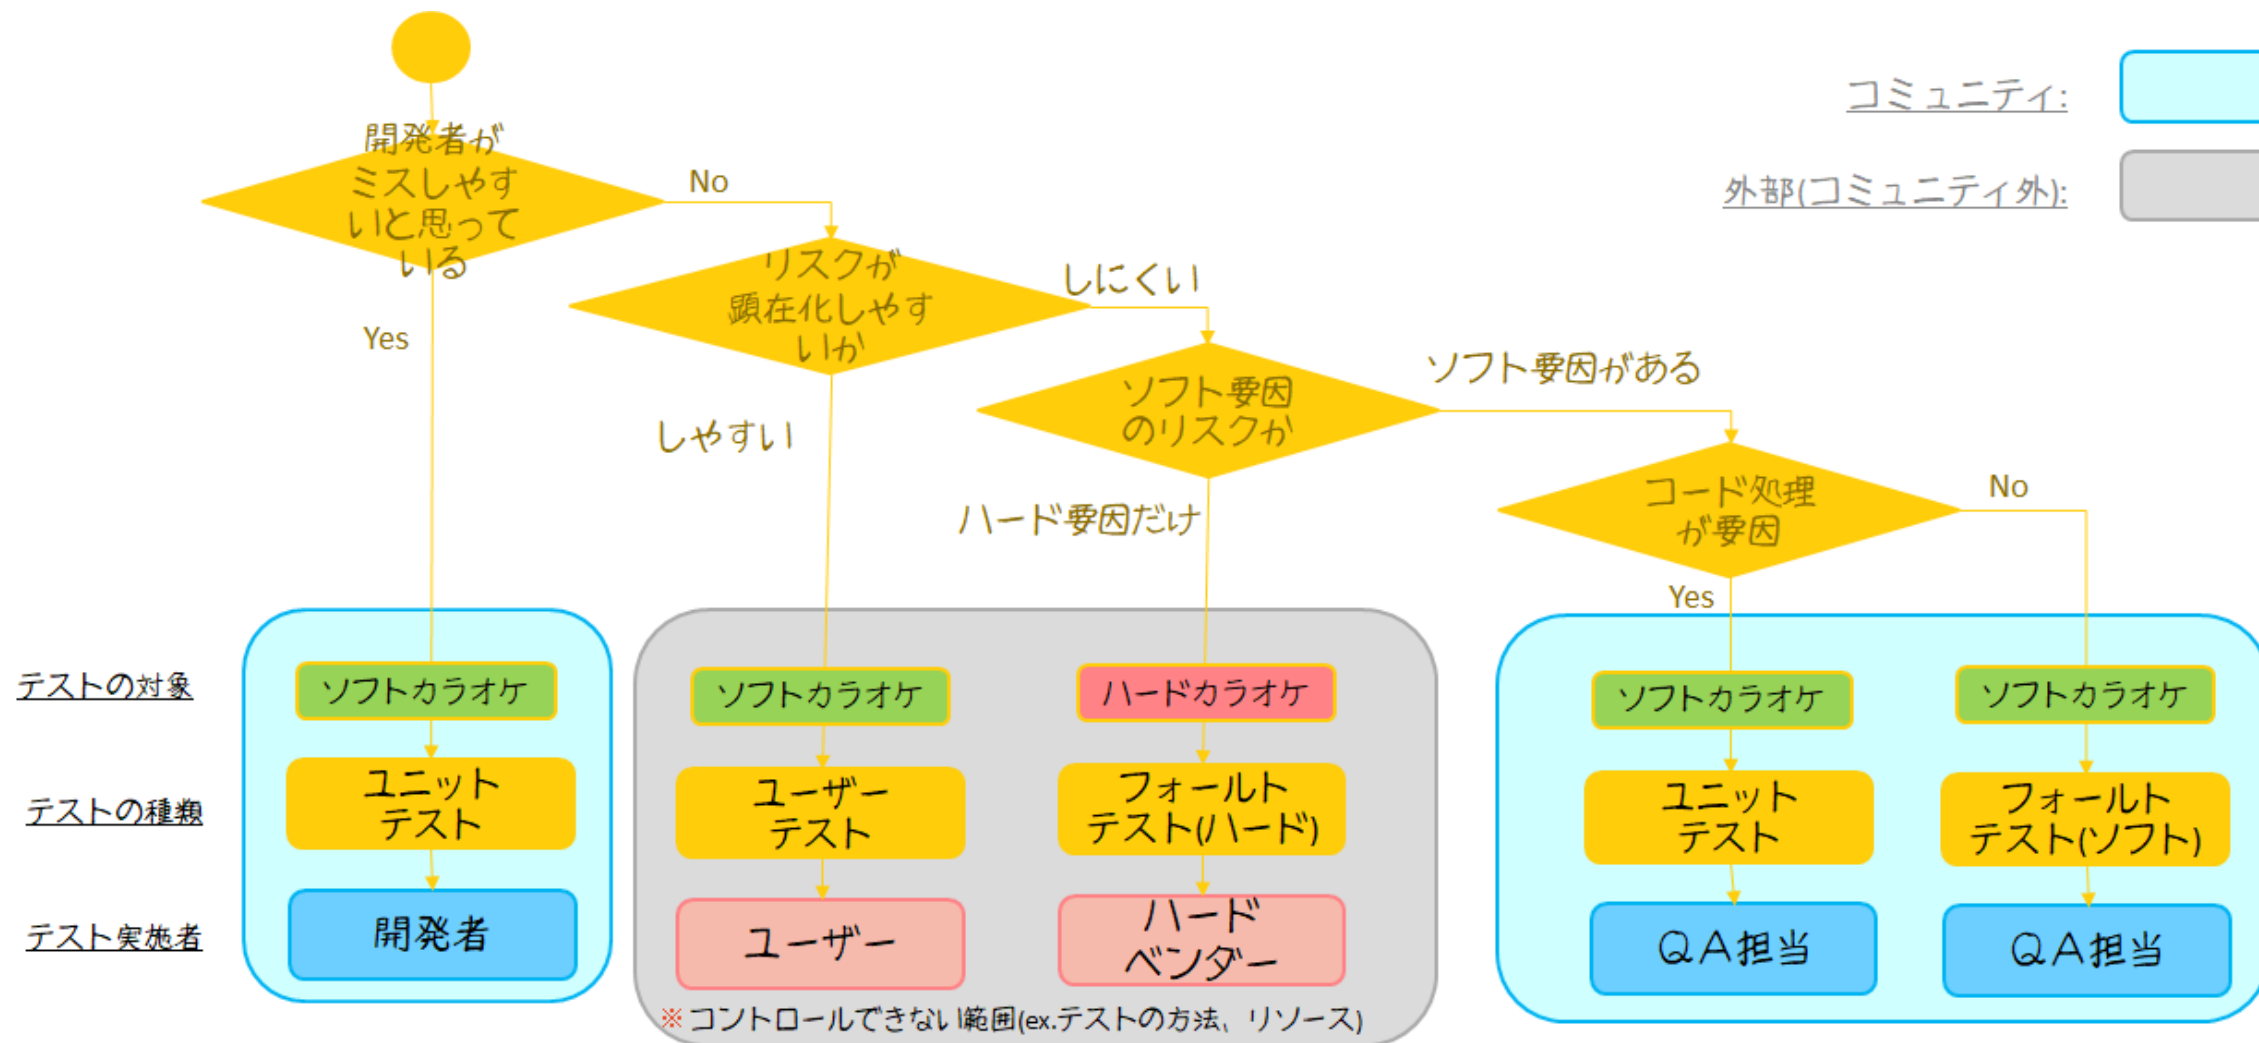 コミュニティ:
外部(コミュニティ外):
開発者が
ミスしやす
いと思って
いる
No
Yes
リスクが
顕在化しやす
いか
しにくい
しやすい
ソフト要因
のリスクか
ソフト要因がある
ハード要因だけ
コード処理
が要因
No
Yes
テストの対象
ソフトカラオケ
ソフトカラオケ
ハードカラオケ
ソフトカラオケ
ソフトカラオケ
テストの種類
ユニット
テスト
ユーザー
テスト
フォールト
テスト(ハード)
ユニット
テスト
フォールト
テスト(ソフト)
テスト実施者
開発者
ユーザー
ハード
ベンダー
QA担当
QA担当
※コントロールできない範囲(ex.テストの方法、リソース)